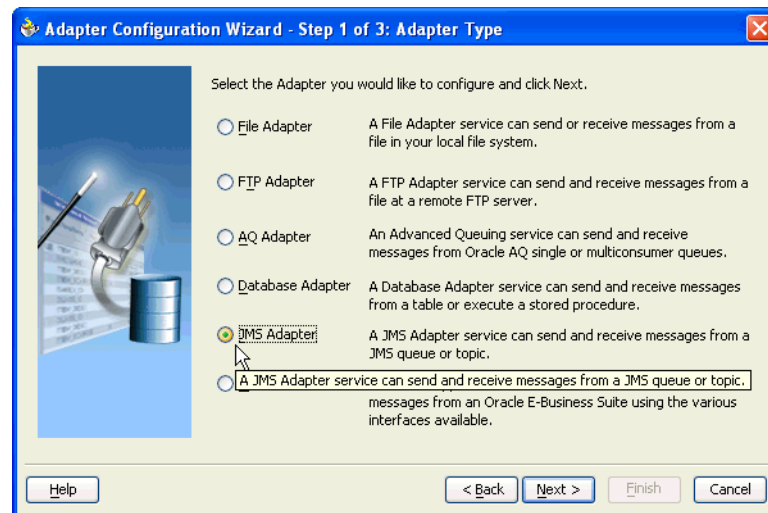 Adapter Configuration Wizard - Step 1 of 3: Adapter Type
Select the Adapter you would like to configure and click Next.
File Adapter
A File Adapter service can send or receive messages from a
file in your local file system.
FTP Adapter
A FTP Adapter service can send and receive messages from a
file at a remote FTP server.
AQ Adapter
An Advanced Queuing service can send and receive
messages from Oracle AQ single or multiconsumer queues.
Database Adapter
A Database Adapter service can send and receive messages
from a table or execute a stored procedure.
JMS Adapter
A JMS Adapter service can send and receive messages from a
JMS queue or topic.
A JMS Adapter service can send and receive messages from a JMS queue or topic.
messages from an Oracle E-Business Suite using the various
interfaces available.
Help
< Back
Next >
Finish
Cancel